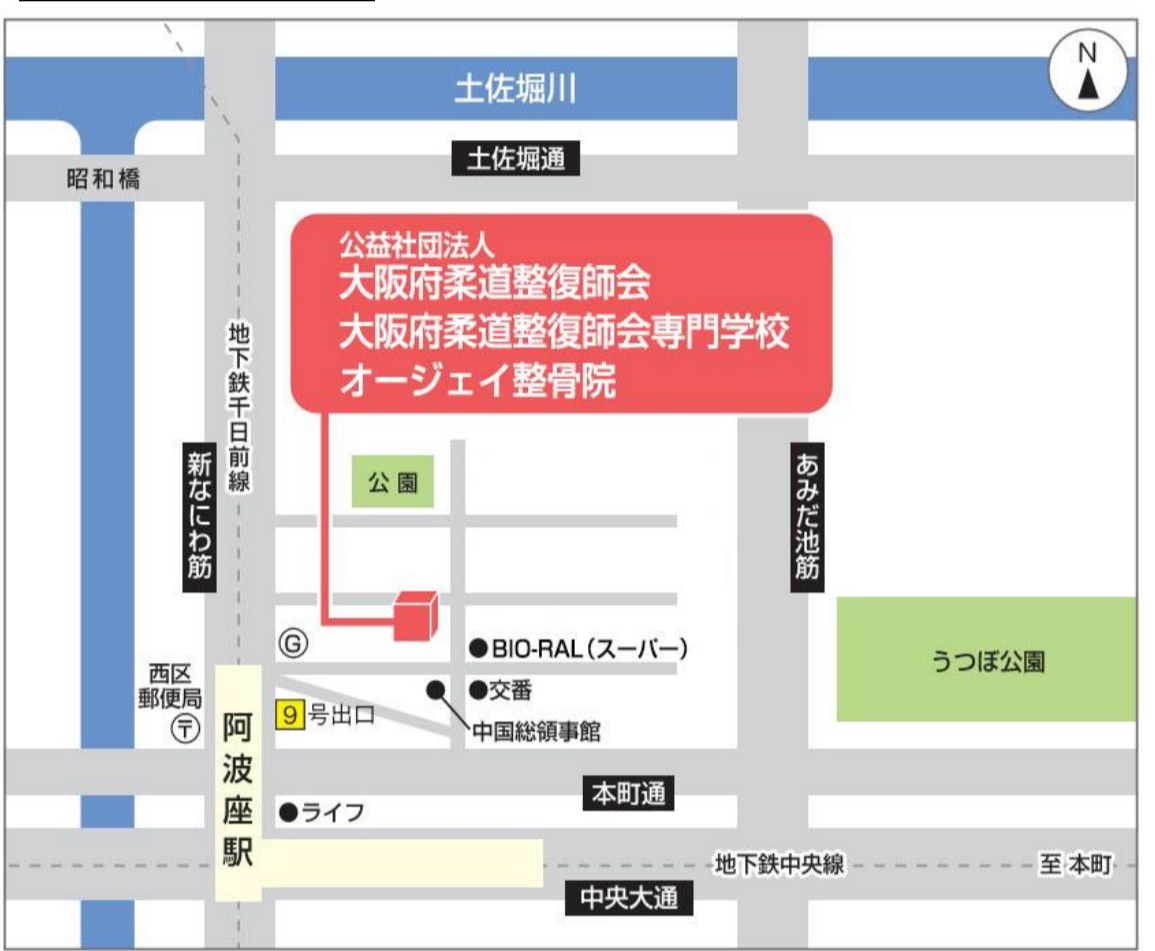 N
土佐堀川
土佐堀通
昭和橋
公益社団法人
大阪府柔道整復師会
大阪府柔道整復師会専門学校
オージェイ整骨院
地下鉄千日前線
新なにわ筋
あみだ池筋
公園
うつぼ公園
G
BIO-RAL(スーパー)
西区
郵便局
〒
9号出口
交番
中国総領事館
阿波座駅
本町通
ライフ
地下鉄中央線
至 本町
中央大通